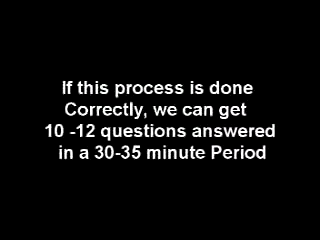 If this process is done
Correctly, we can get
10 -12 questions answered
in a 30-35 minute Period